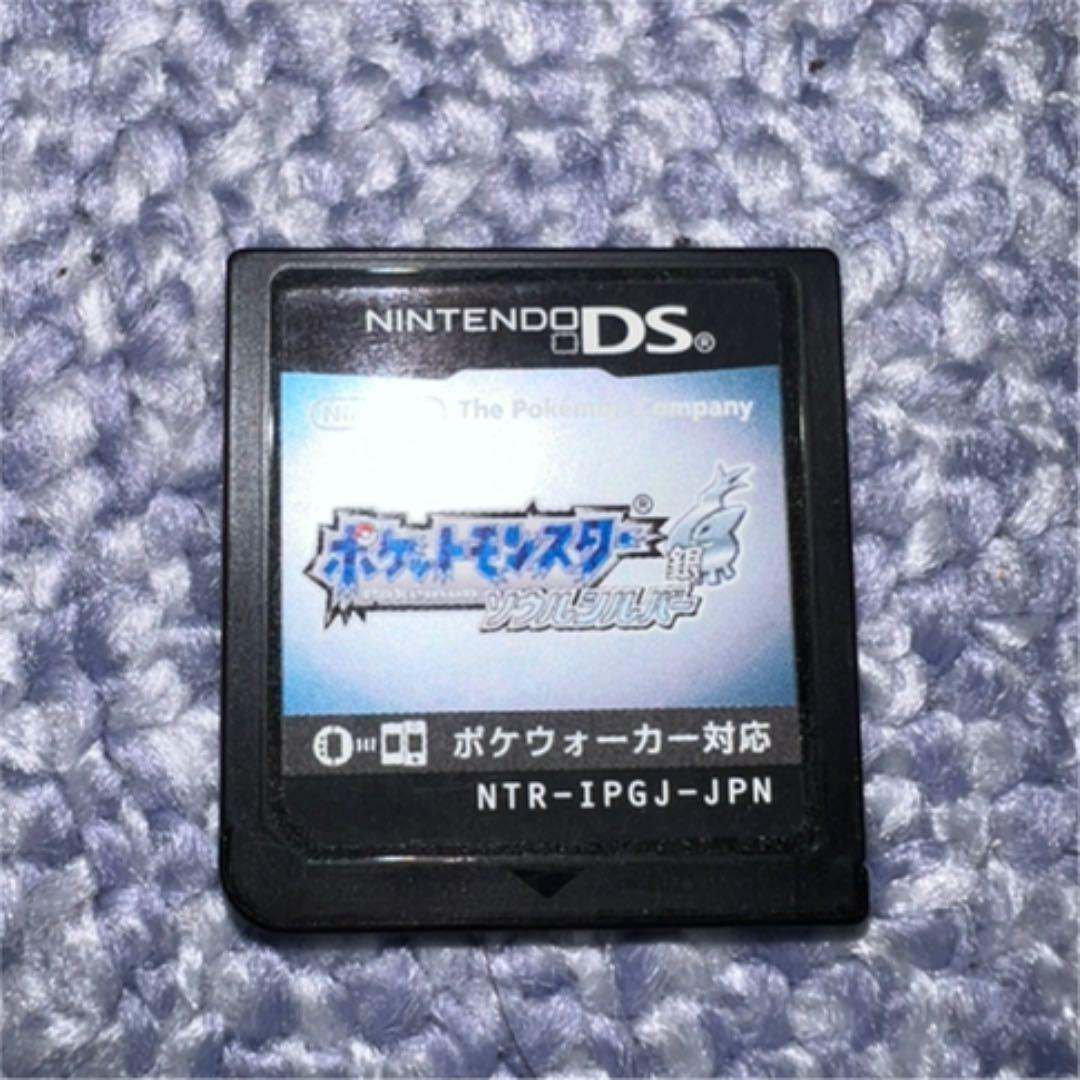 NINTENDO DS®
The Pokémon Company
ポケットモンスター®
銀
ソウルシルバー
ポケウォーカー対応
NTR-IPGJ-JPN